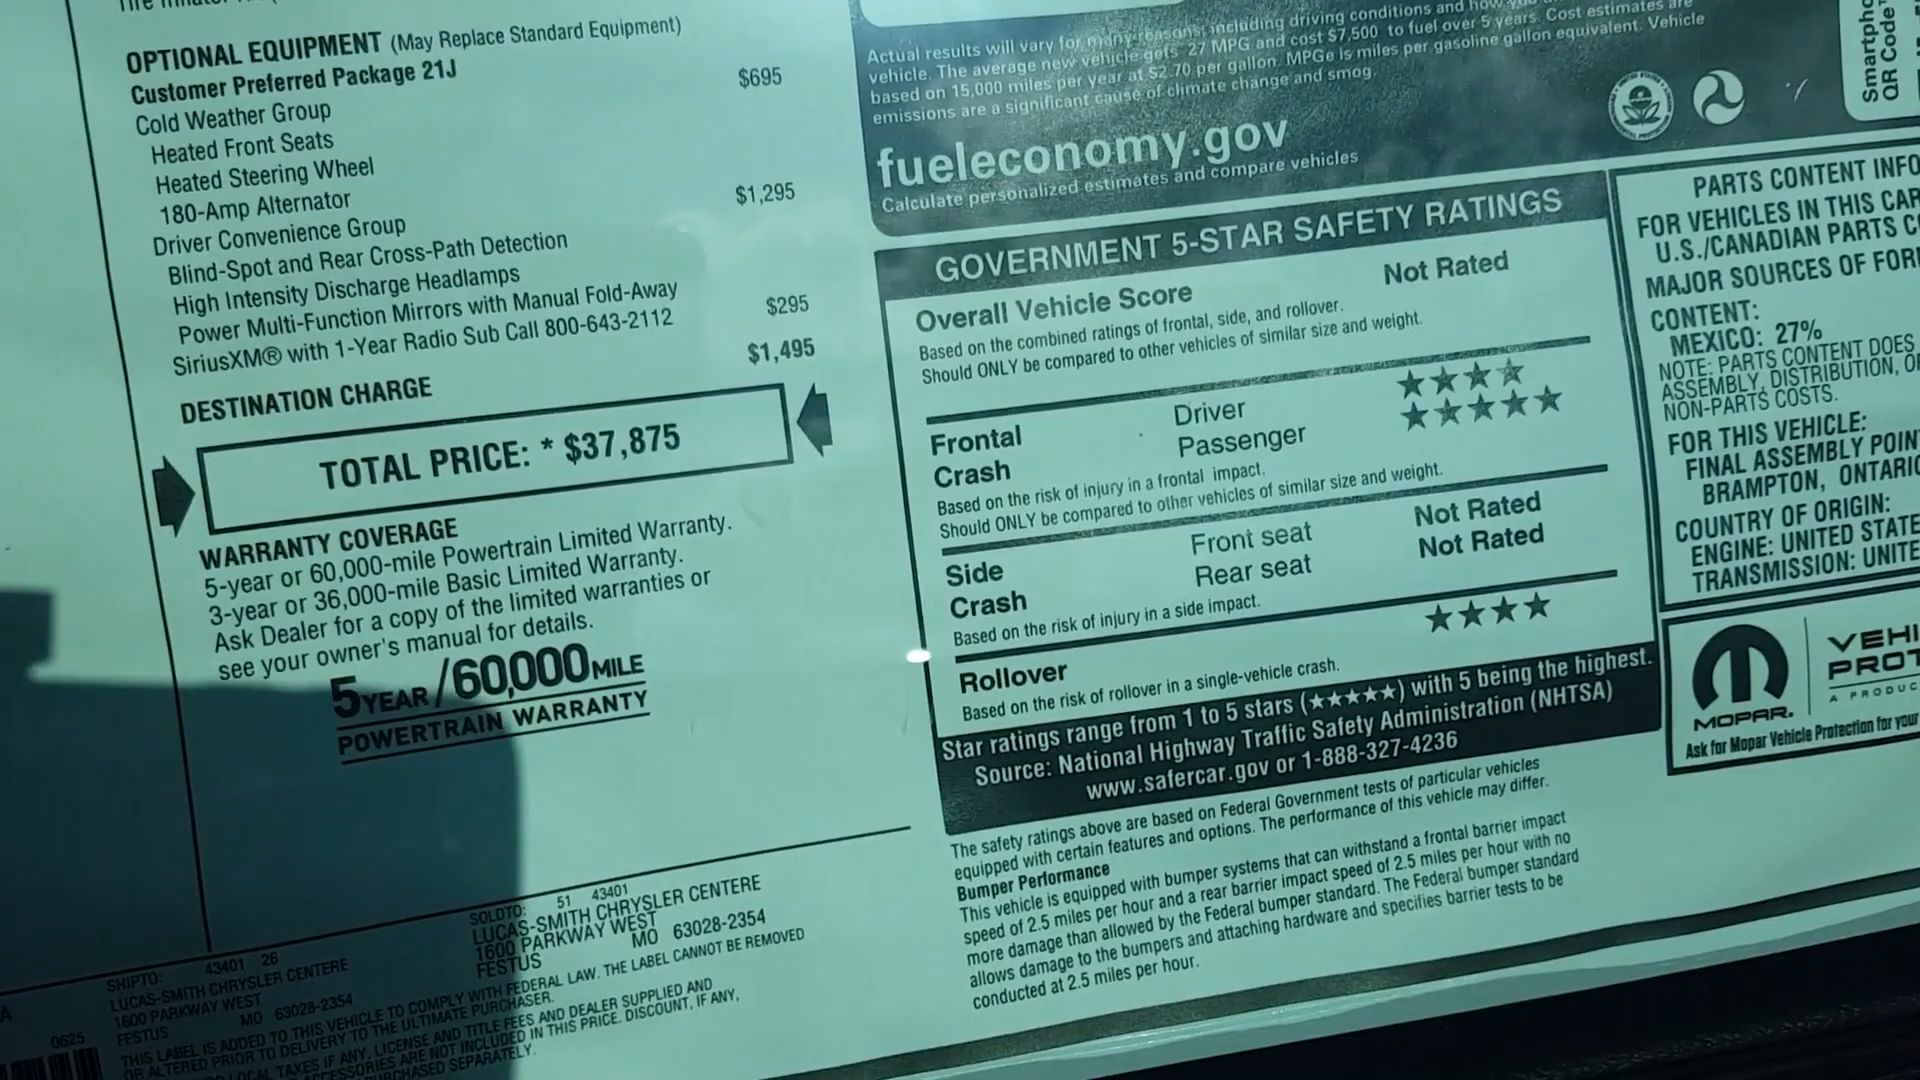 OPTIONAL EQUIPMENT (May Replace Standard Equipment)
Customer Preferred Package 21J
Cold Weather Group $695
Heated Front Seats
Heated Steering Wheel
180-Amp Alternator
Driver Convenience Group $1,295
Blind-Spot and Rear Cross-Path Detection
High Intensity Discharge Headlamps
Power Multi-Function Mirrors with Manual Fold-Away
SiriusXM® with 1-Year Radio Sub Call 800-643-2112 $295
DESTINATION CHARGE $1,495
TOTAL PRICE: * $37,875
WARRANTY COVERAGE
5-year or 60,000-mile Powertrain Limited Warranty.
3-year or 36,000-mile Basic Limited Warranty.
Ask Dealer for a copy of the limited warranties or
see your owner's manual for details.
5 YEAR/60,000 MILE
POWERTRAIN WARRANTY
SOLDTO: 51 43401
LUCAS-SMITH CHRYSLER CENTERE
1600 PARKWAY WEST
FESTUS MO 63028-2354
SHIPTO: 43401 26
LUCAS-SMITH CHRYSLER CENTERE
1600 PARKWAY WEST
FESTUS MO 63028-2354
0625
THIS LABEL IS ADDED TO THIS VEHICLE TO COMPLY WITH FEDERAL LAW. THE LABEL CANNOT BE REMOVED
OR ALTERED PRIOR TO DELIVERY TO THE ULTIMATE PURCHASER.
LOCAL TAXES IF ANY, LICENSE AND TITLE FEES AND DEALER SUPPLIED AND
ACCESSORIES ARE NOT INCLUDED IN THIS PRICE. DISCOUNT, IF ANY,
SEPARATELY.
Actual results will vary for many reasons, including driving conditions and how
vehicle. The average new vehicle gets 27 MPG and cost $7,500 to fuel over 5 years. Cost estimates are
based on 15,000 miles per year at $2.70 per gallon. MPGe is miles per gasoline gallon equivalent. Vehicle
emissions are a significant cause of climate change and smog.
fueleconomy.gov
Calculate personalized estimates and compare vehicles
QR Code
GOVERNMENT 5-STAR SAFETY RATINGS
Overall Vehicle Score Not Rated
Based on the combined ratings of frontal, side, and rollover.
Should ONLY be compared to other vehicles of similar size and weight.
Frontal Driver ★★★★
Crash Passenger ★★★★★
Based on the risk of injury in a frontal impact.
Should ONLY be compared to other vehicles of similar size and weight.
Side Front seat Not Rated
Crash Rear seat Not Rated
Based on the risk of injury in a side impact.
Rollover ★★★★
Based on the risk of rollover in a single-vehicle crash.
Star ratings range from 1 to 5 stars (★★★★★) with 5 being the highest.
Source: National Highway Traffic Safety Administration (NHTSA)
www.safercar.gov or 1-888-327-4236
The safety ratings above are based on Federal Government tests of particular vehicles
equipped with certain features and options. The performance of this vehicle may differ.
Bumper Performance
This vehicle is equipped with bumper systems that can withstand a frontal barrier impact
speed of 2.5 miles per hour and a rear barrier impact speed of 2.5 miles per hour with no
more damage than allowed by the Federal bumper standard. The Federal bumper standard
allows damage to the bumpers and attaching hardware and specifies barrier tests to be
conducted at 2.5 miles per hour.
PARTS CONTENT
FOR VEHICLES IN THIS
U.S./CANADIAN PARTS
MAJOR SOURCES OF
CONTENT:
MEXICO: 27%
NOTE: PARTS CONTENT DOES
ASSEMBLY, DISTRIBUTION,
NON-PARTS COSTS.
FOR THIS VEHICLE:
FINAL ASSEMBLY
BRAMPTON,
COUNTRY OF ORIGIN:
ENGINE: UNITED
TRANSMISSION:
MOPAR.
Ask for Mopar Vehicle Protection for your